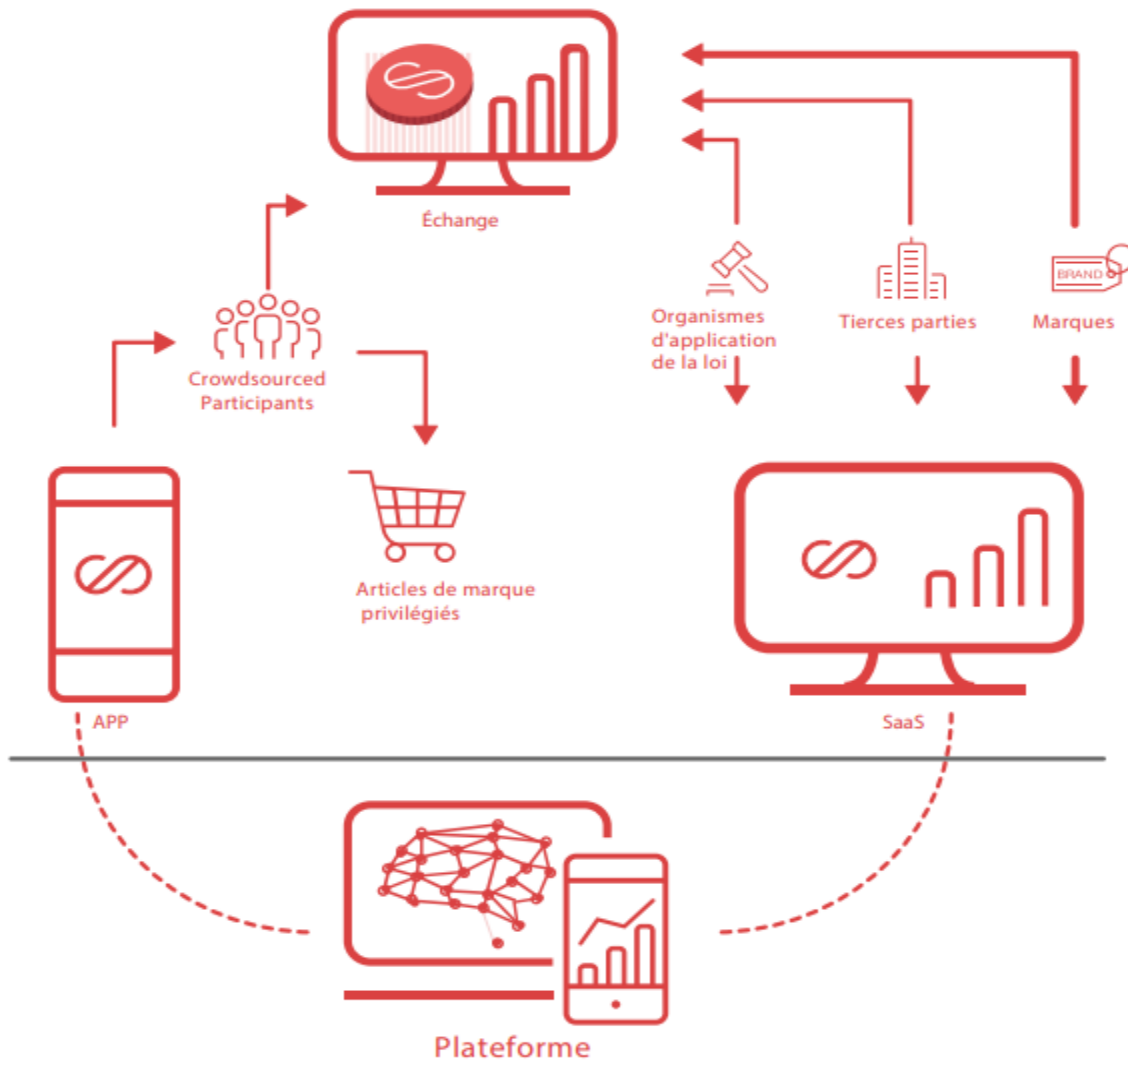 Échange
BRAND
Organismes
d'application
de la loi
Tierces parties
Marques
Crowdsourced
Participants
Articles de marque
privilégiés
APP
SaaS
Plateforme